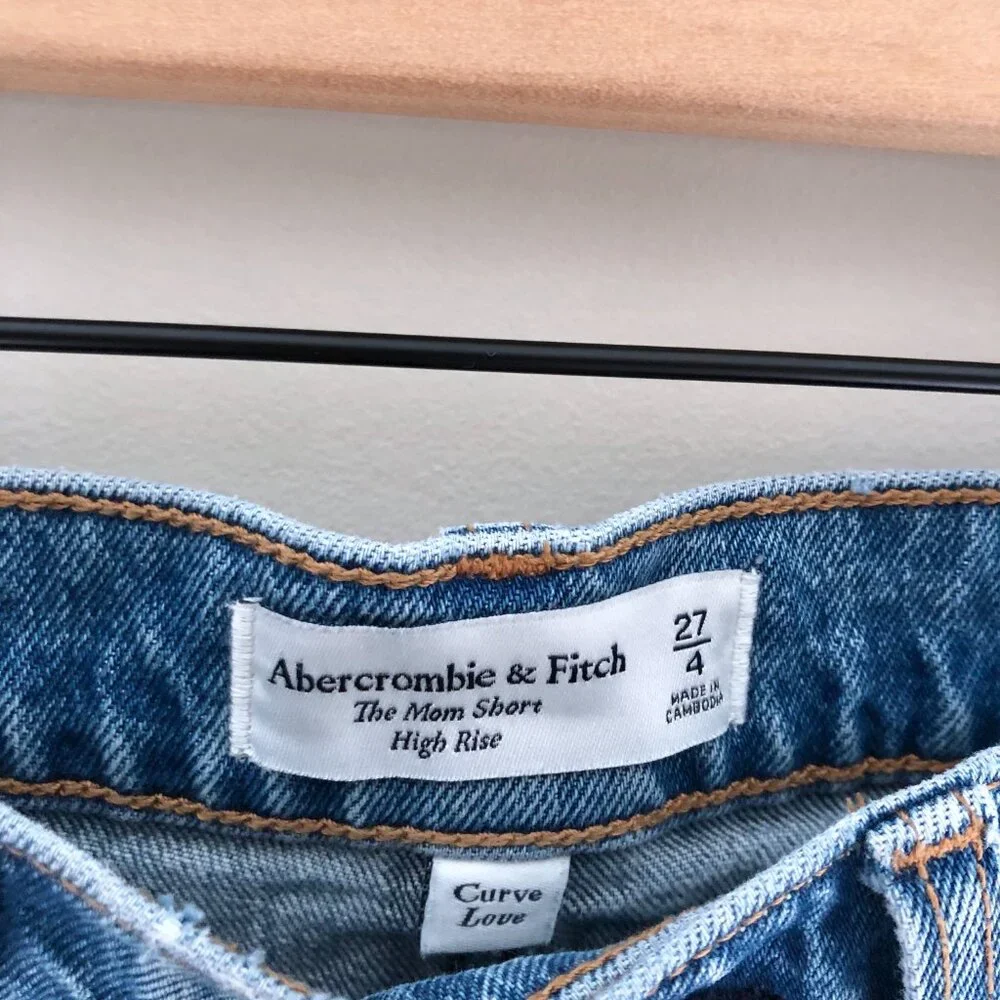 Abercrombie & Fitch
The Mom Short
High Rise
27
4
MADE IN
CAMBODIA
Curve
Love